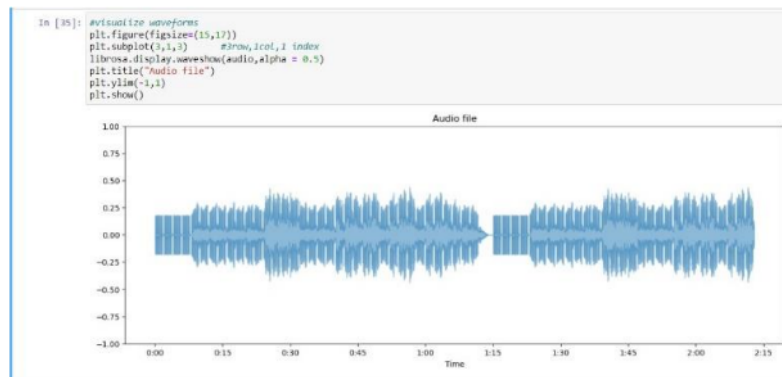 In [35]: #visualize waveforms
plt.figure(figsize=(15,17))
plt.subplot(3,1,3) #3row,1col,1 index
librosa.display.waveshow(audio,alpha = 0.5)
plt.title("Audio file")
plt.ylim(-1,1)
plt.show()
Audio file
1.00
0.75
0.50
0.25
0.00
−0.25
−0.50
−0.75
−1.00
0:00 0:15 0:30 0:45 1:00 1:15 1:30 1:45 2:00 2:15
Time